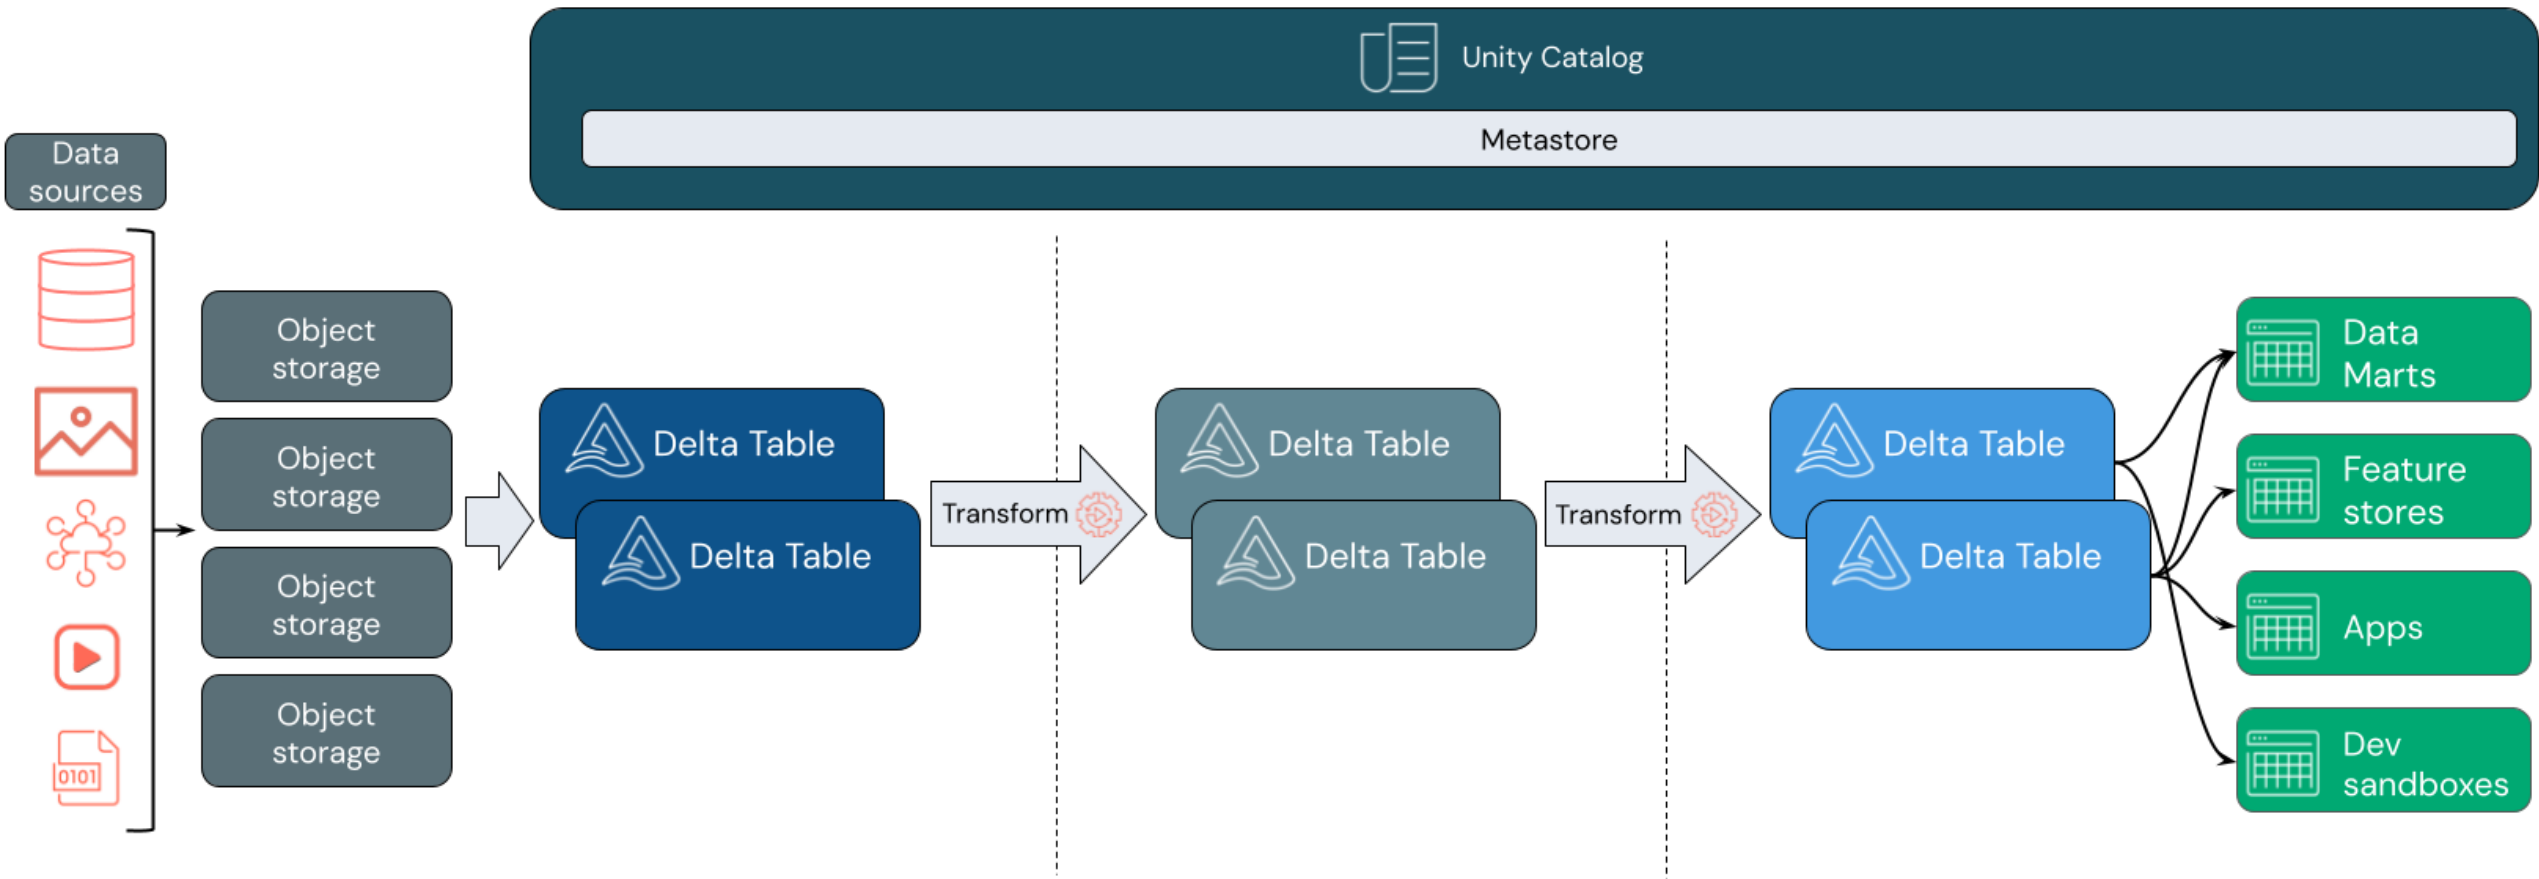 Unity Catalog
Metastore
Data
sources
Object
storage
Object
storage
Object
storage
Object
storage
0101
Delta Table
Delta Table
Transform
Delta Table
Delta Table
Transform
Delta Table
Delta Table
Data
Marts
Feature
stores
Apps
Dev
sandboxes